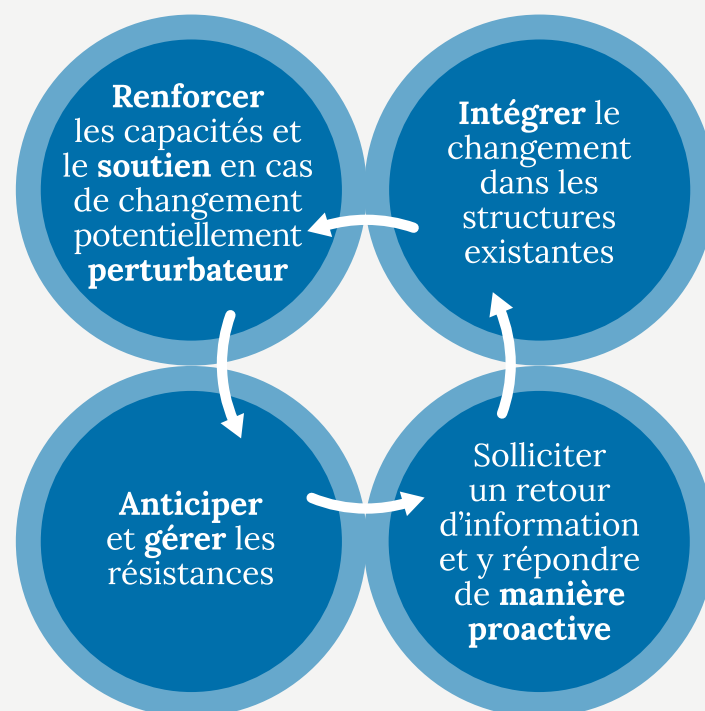 Renforcer
les capacités et
le soutien en cas
de changement
potentiellement
perturbateur
Intégrer le
changement
dans les
structures
existantes
Anticiper
et gérer les
résistances
Solliciter
un retour
d’information
et y répondre
de manière
proactive